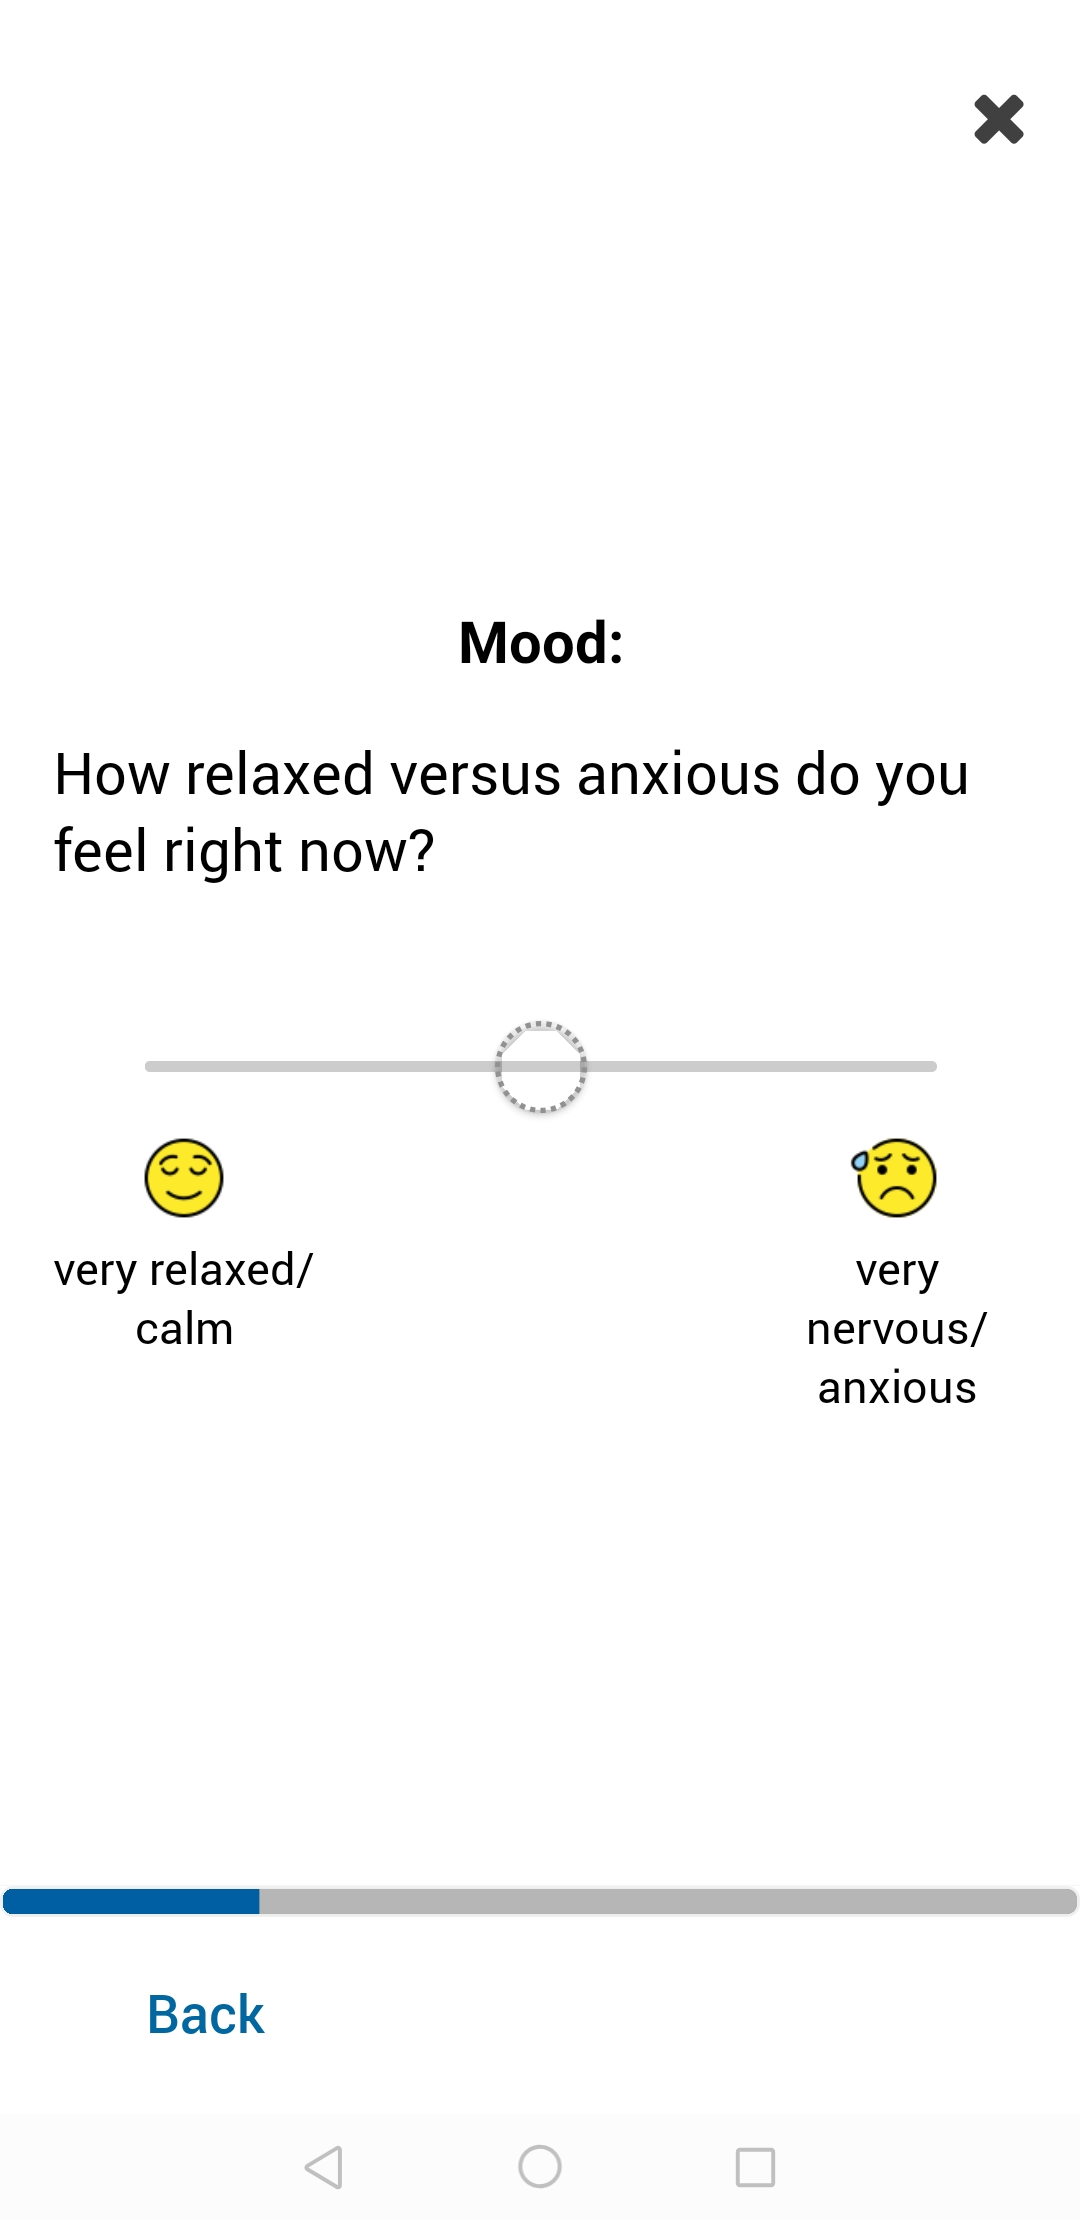 Mood:
How relaxed versus anxious do you
feel right now?
very relaxed/
calm
very
nervous/
anxious
Back